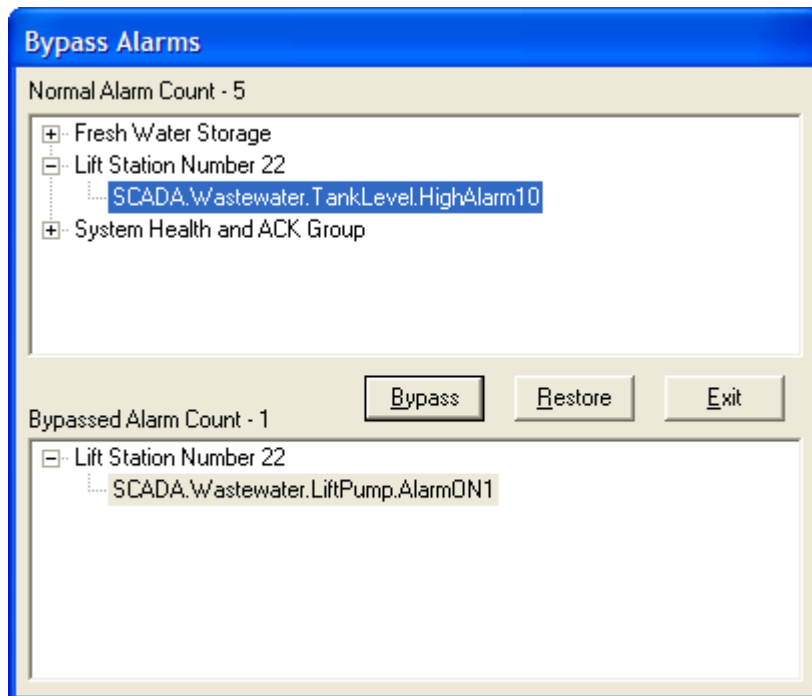 Bypass Alarms
Normal Alarm Count - 5
Fresh Water Storage
Lift Station Number 22
SCADA.Wastewater.TankLevel.HighAlarm10
System Health and ACK Group
Bypass Restore Exit
Bypassed Alarm Count - 1
Lift Station Number 22
SCADA.Wastewater.LiftPump.AlarmON1